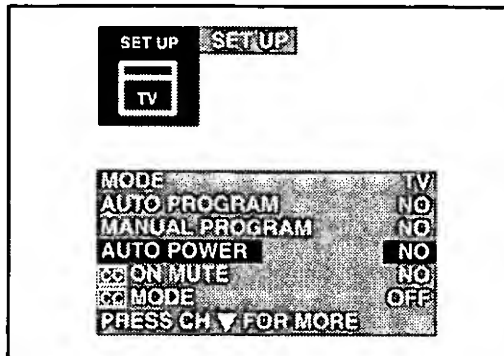 SET UP SET UP
TV
MODE TV
AUTO PROGRAM NO
MANUAL PROGRAM NO
AUTO POWER NO
CC ON MUTE NO
CC MODE OFF
PRESS CH ▼ FOR MORE